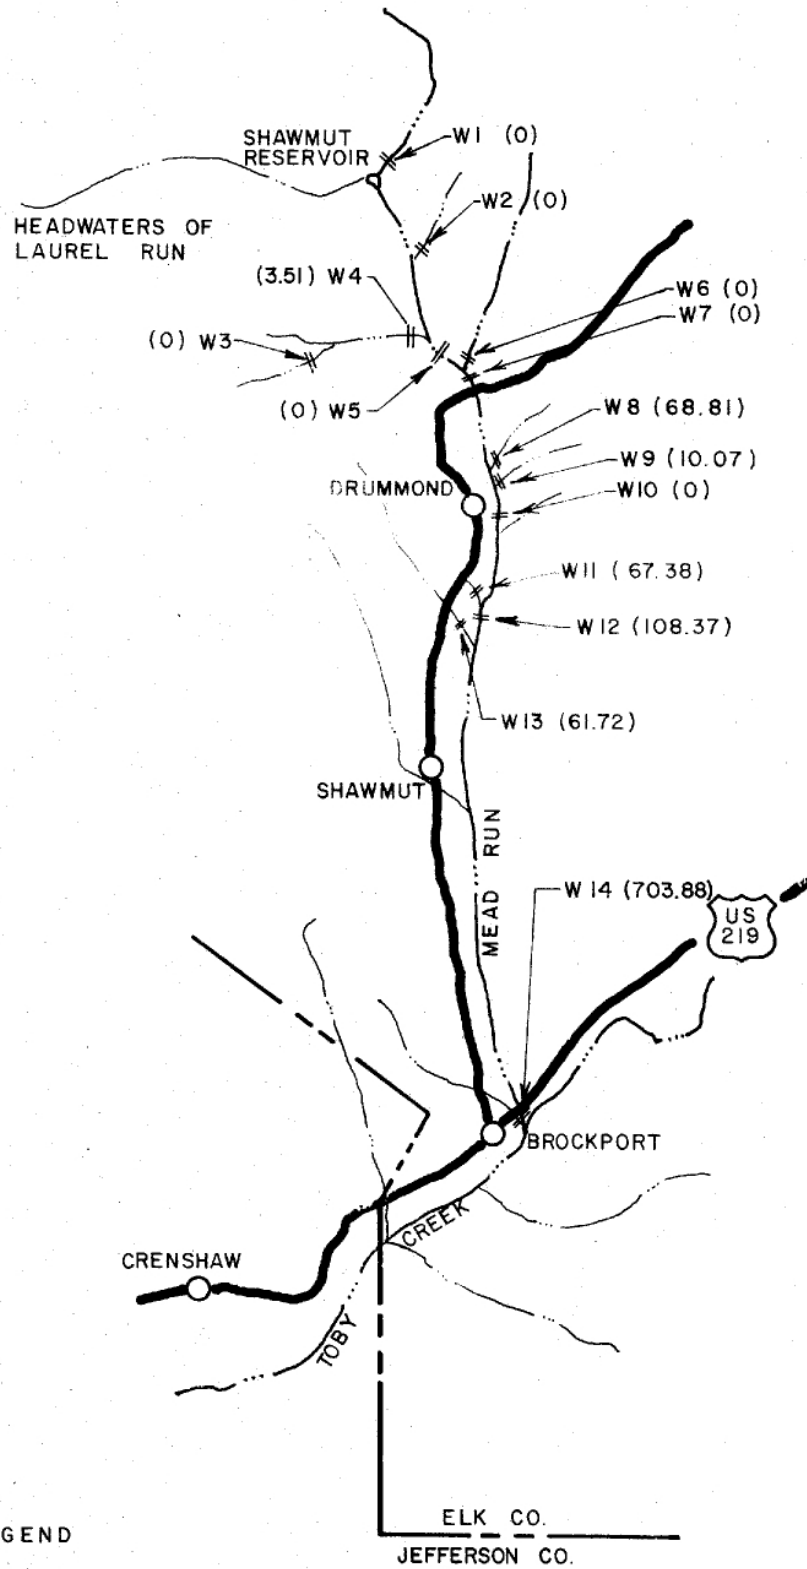 SHAWMUT
RESERVOIR
W1 (0)
W2 (0)
HEADWATERS OF
LAUREL RUN
(3.51) W4
W6 (0)
W7 (0)
(0) W3
(0) W5
W8 (68.81)
W9 (10.07)
DRUMMOND
W10 (0)
W11 ( 67.38)
W12 (108.37)
W13 (61.72)
SHAWMUT
MEAD RUN
W 14 (703.88)
US
219
BROCKPORT
CREEK
CRENSHAW
TOBY
ELK CO.
GEND
JEFFERSON CO.